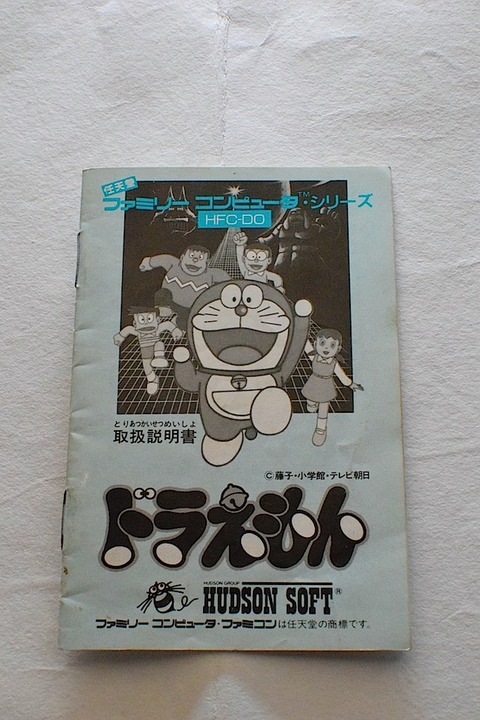 任天堂
ファミリー コンピュータ™・シリーズ
HFC-DO
とりあつかいせつめいしょ
取扱説明書
©藤子・小学館・テレビ朝日
ドラえもん
HUDSON GROUP
HUDSON SOFT®
ファミリー コンピュータ・ファミコンは任天堂の商標です。